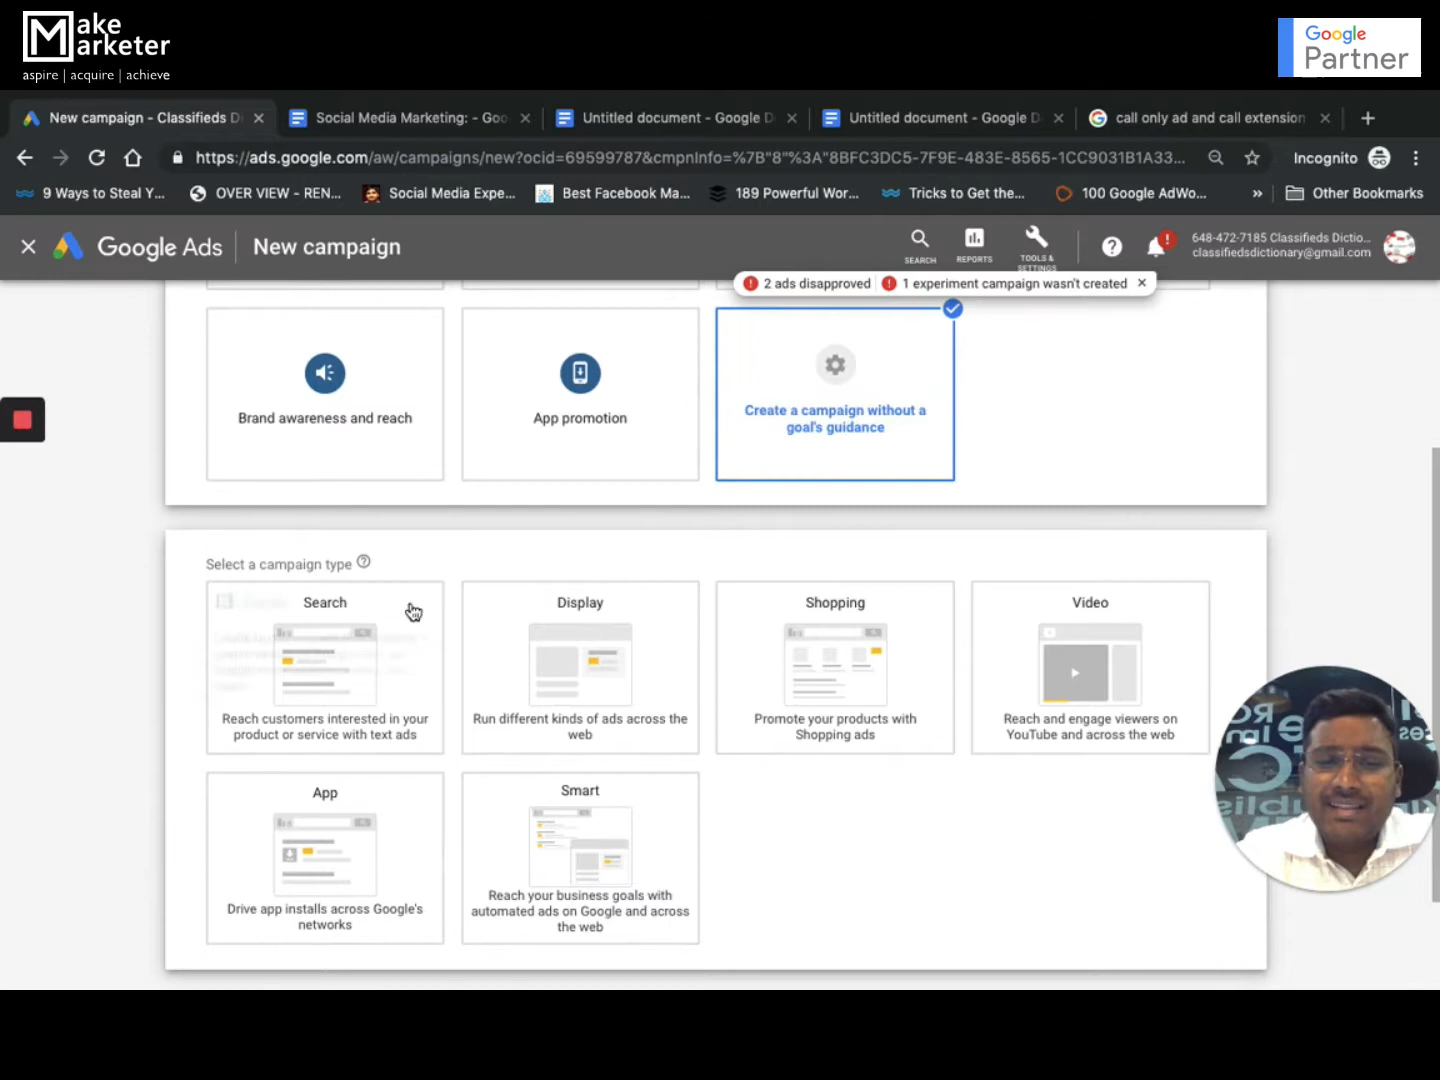 Make
Marketer
aspire | acquire | achieve
Google
Partner
New campaign - Classifieds D
Social Media Marketing: - Goo
Untitled document - Google D
Untitled document - Google D
call only ad and call extension
https://ads.google.com/aw/campaigns/new?ocid=69599787&cmpnInfo=%7B"8"%3A"8BFC3DC5-7F9E-483E-8565-1CC9031B1A33...
Incognito
9 Ways to Steal Y...
OVER VIEW - REN...
Social Media Expe...
Best Facebook Ma...
189 Powerful Wor...
Tricks to Get the...
100 Google AdWo...
»
Other Bookmarks
Google Ads
New campaign
SEARCH
REPORTS
TOOLS &
SETTINGS
648-472-7185 Classifieds Dictio...
classifiedsdictionary@gmail.com
2 ads disapproved
1 experiment campaign wasn't created
Brand awareness and reach
App promotion
Create a campaign without a
goal's guidance
Select a campaign type
Search
Reach customers interested in your
product or service with text ads
Display
Run different kinds of ads across the
web
Shopping
Promote your products with
Shopping ads
Video
Reach and engage viewers on
YouTube and across the web
App
Drive app installs across Google's
networks
Smart
Reach your business goals with
automated ads on Google and across
the web